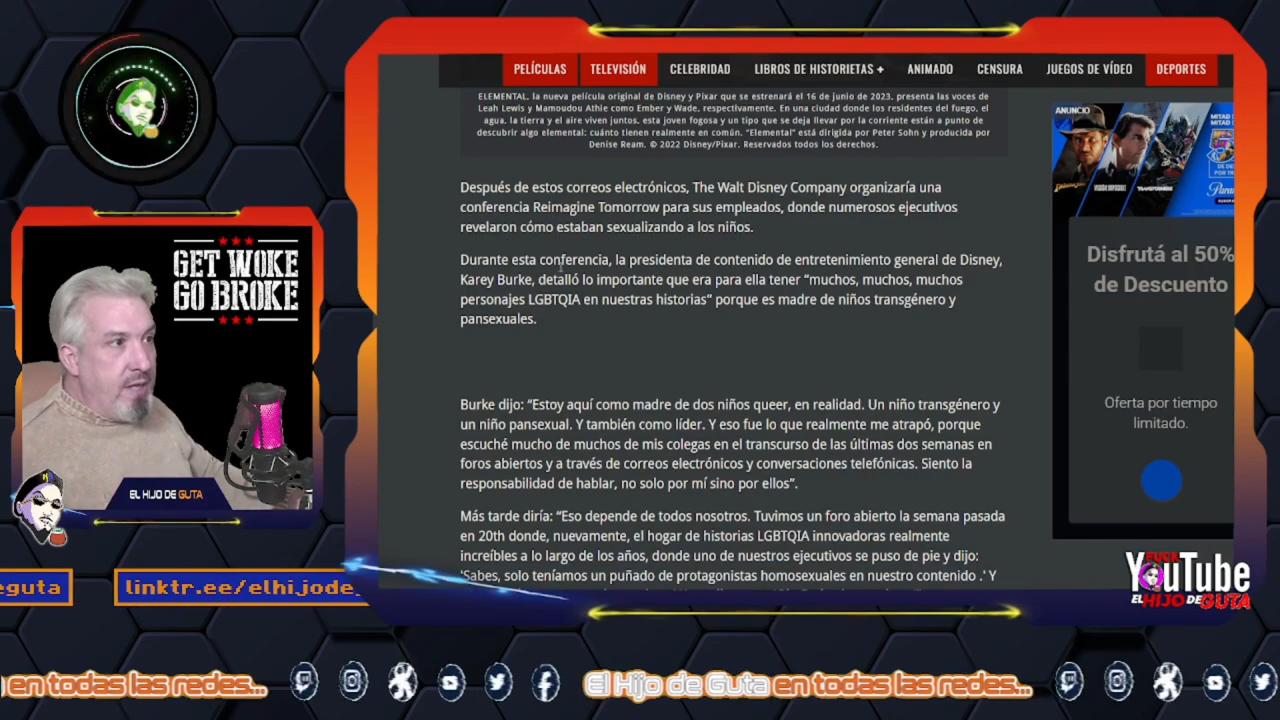 PELÍCULAS
TELEVISIÓN
CELEBRIDAD
LIBROS DE HISTORIETAS +
ANIMADO
CENSURA
JUEGOS DE VÍDEO
DEPORTES
ELEMENTAL, la nueva película original de Disney y Pixar que se estrenará el 16 de junio de 2023, presenta las voces de
Leah Lewis y Mamoudou Athie como Ember y Wade, respectivamente. En una ciudad donde los residentes del fuego, el
agua, la tierra y el aire viven juntos, esta joven fogosa y un tipo que se deja llevar por la corriente están a punto de
descubrir algo elemental: cuánto tienen realmente en común. "Elemental" está dirigida por Peter Sohn y producida por
Denise Ream. © 2022 Disney/Pixar. Reservados todos los derechos.
Después de estos correos electrónicos, The Walt Disney Company organizaría una
conferencia Reimagine Tomorrow para sus empleados, donde numerosos ejecutivos
revelaron cómo estaban sexualizando a los niños.
Durante esta conferencia, la presidenta de contenido de entretenimiento general de Disney,
Karey Burke, detalló lo importante que era para ella tener “muchos, muchos, muchos
personajes LGBTQIA en nuestras historias” porque es madre de niños transgénero y
pansexuales.
Burke dijo: “Estoy aquí como madre de dos niños queer, en realidad. Un niño transgénero y
un niño pansexual. Y también como líder. Y eso fue lo que realmente me atrapó, porque
escuché mucho de muchos de mis colegas en el transcurso de las últimas dos semanas en
foros abiertos y a través de correos electrónicos y conversaciones telefónicas. Siento la
responsabilidad de hablar, no solo por mí sino por ellos”.
Más tarde diría: “Eso depende de todos nosotros. Tuvimos un foro abierto la semana pasada
en 20th donde, nuevamente, el hogar de historias LGBTQIA innovadoras realmente
increíbles a lo largo de los años, donde uno de nuestros ejecutivos se puso de pie y dijo:
'Sabes, solo teníamos un puñado de protagonistas homosexuales en nuestro contenido .' Y
ANUNCIO
MITAD
Disfrutá al 50%
de Descuento
Oferta por tiempo
limitado.
GET WOKE
GO BROKE
EL HIJO DE GUTA
eguta
linktr.ee/elhijode_
FUCK
YouTube
EL HIJO DE GUTA
en todas las redes...
El Hijo de Guta en todas las redes...